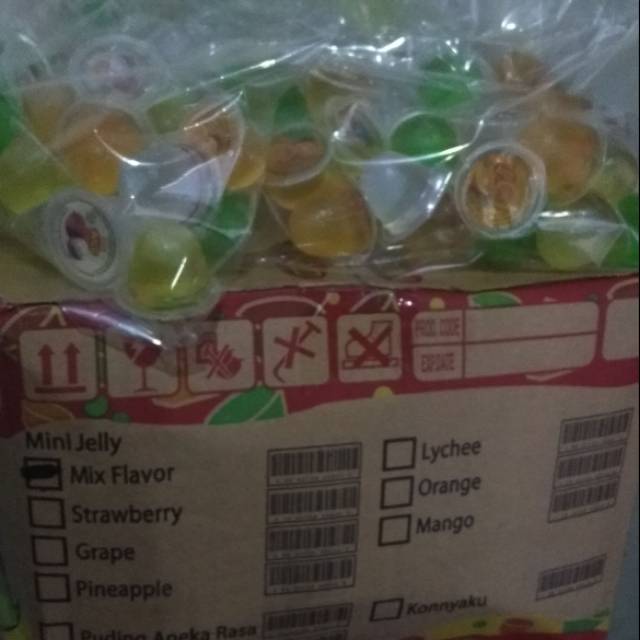 PROD. CODE
EXP. DATE
Mini Jelly
Mix Flavor
Strawberry
Grape
Pineapple
Puding Aneka Rasa
Lychee
Orange
Mango
Konnyaku